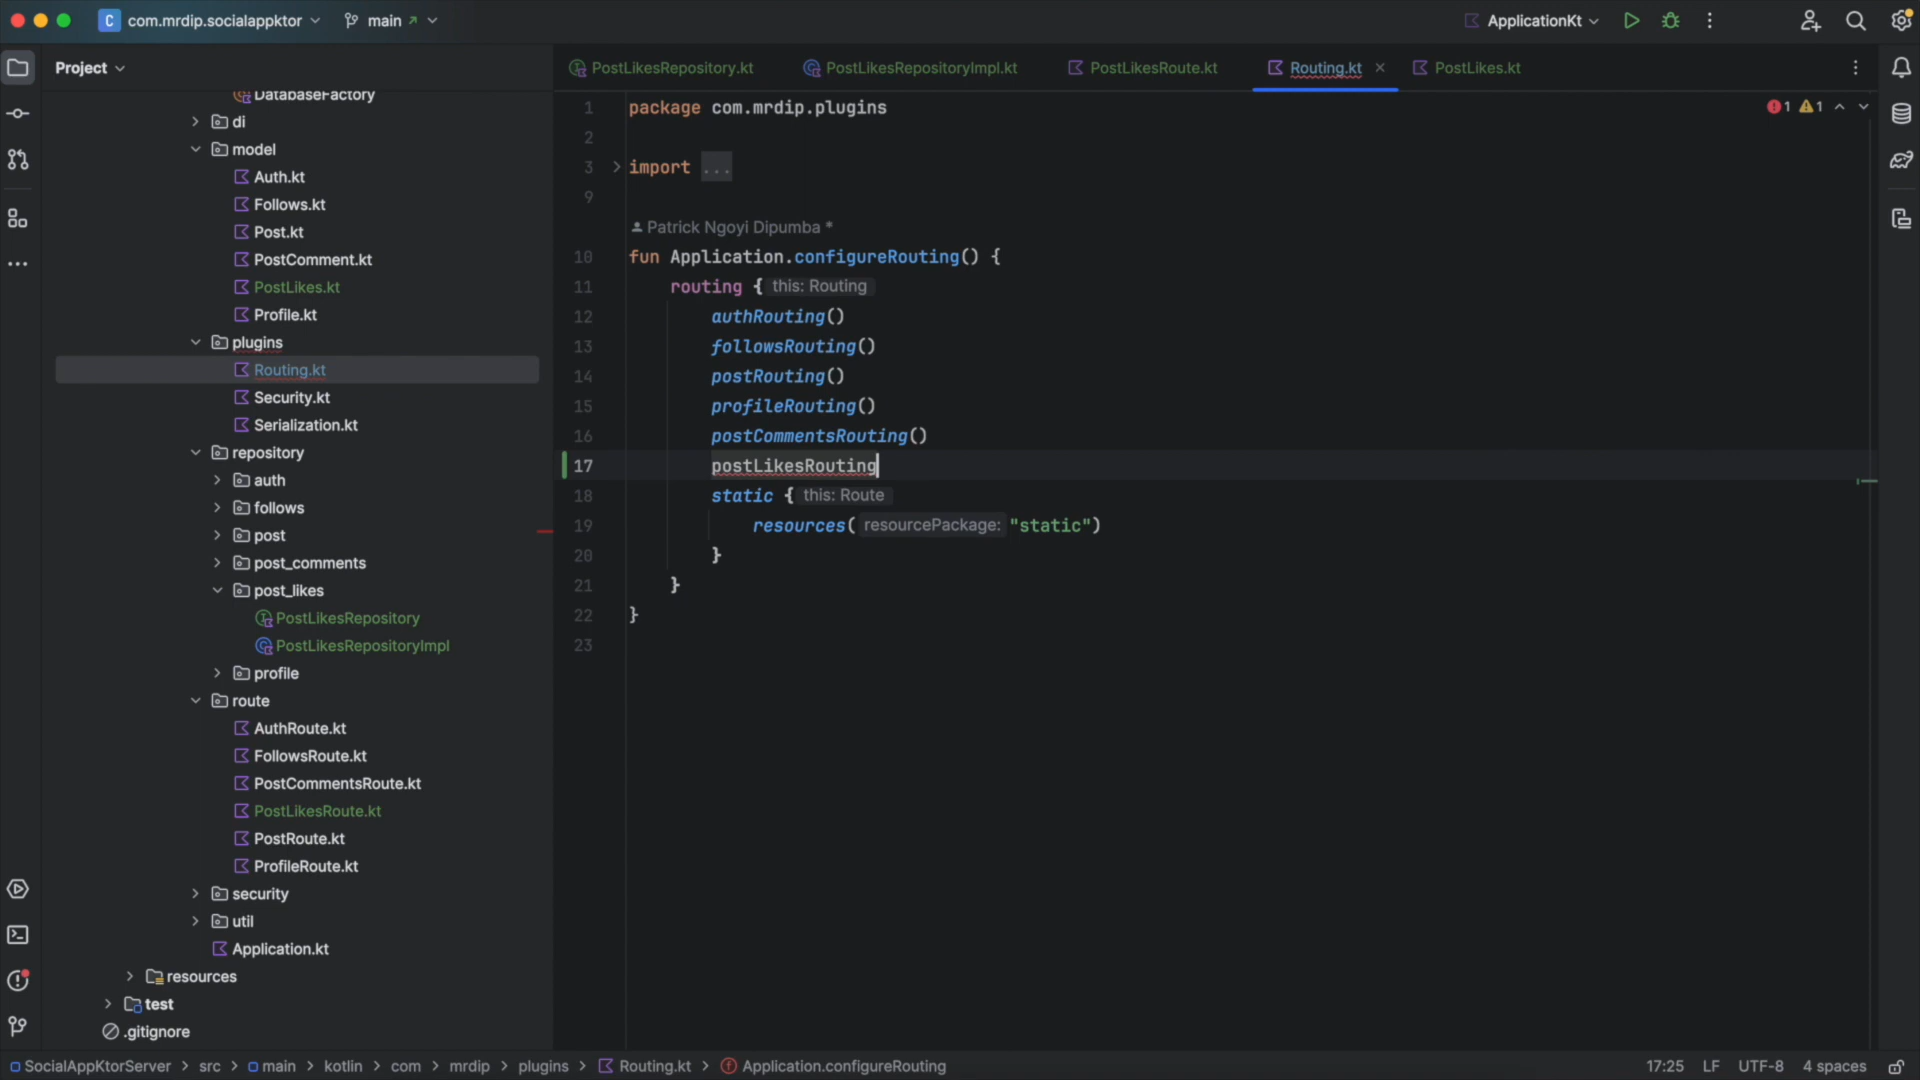 C com.mrdip.socialappktor main ApplicationKt
Project
PostLikesRepository.kt PostLikesRepositoryImpl.kt PostLikesRoute.kt Routing.kt PostLikes.kt
DatabaseFactory
di
model
Auth.kt
Follows.kt
Post.kt
PostComment.kt
PostLikes.kt
Profile.kt
plugins
Routing.kt
Security.kt
Serialization.kt
repository
auth
follows
post
post_comments
post_likes
PostLikesRepository
PostLikesRepositoryImpl
profile
route
AuthRoute.kt
FollowsRoute.kt
PostCommentsRoute.kt
PostLikesRoute.kt
PostRoute.kt
ProfileRoute.kt
security
util
Application.kt
resources
test
.gitignore
1 package com.mrdip.plugins
1 1
2
3 import ...
9
Patrick Ngoyi Dipumba *
10 fun Application.configureRouting() {
11 routing { this: Routing
12 authRouting()
13 followsRouting()
14 postRouting()
15 profileRouting()
16 postCommentsRouting()
17 postLikesRouting
18 static { this: Route
19 resources( resourcePackage: "static")
20 }
21 }
22 }
23
SocialAppKtorServer > src > main > kotlin > com > mrdip > plugins > Routing.kt > Application.configureRouting 17:25 LF UTF-8 4 spaces